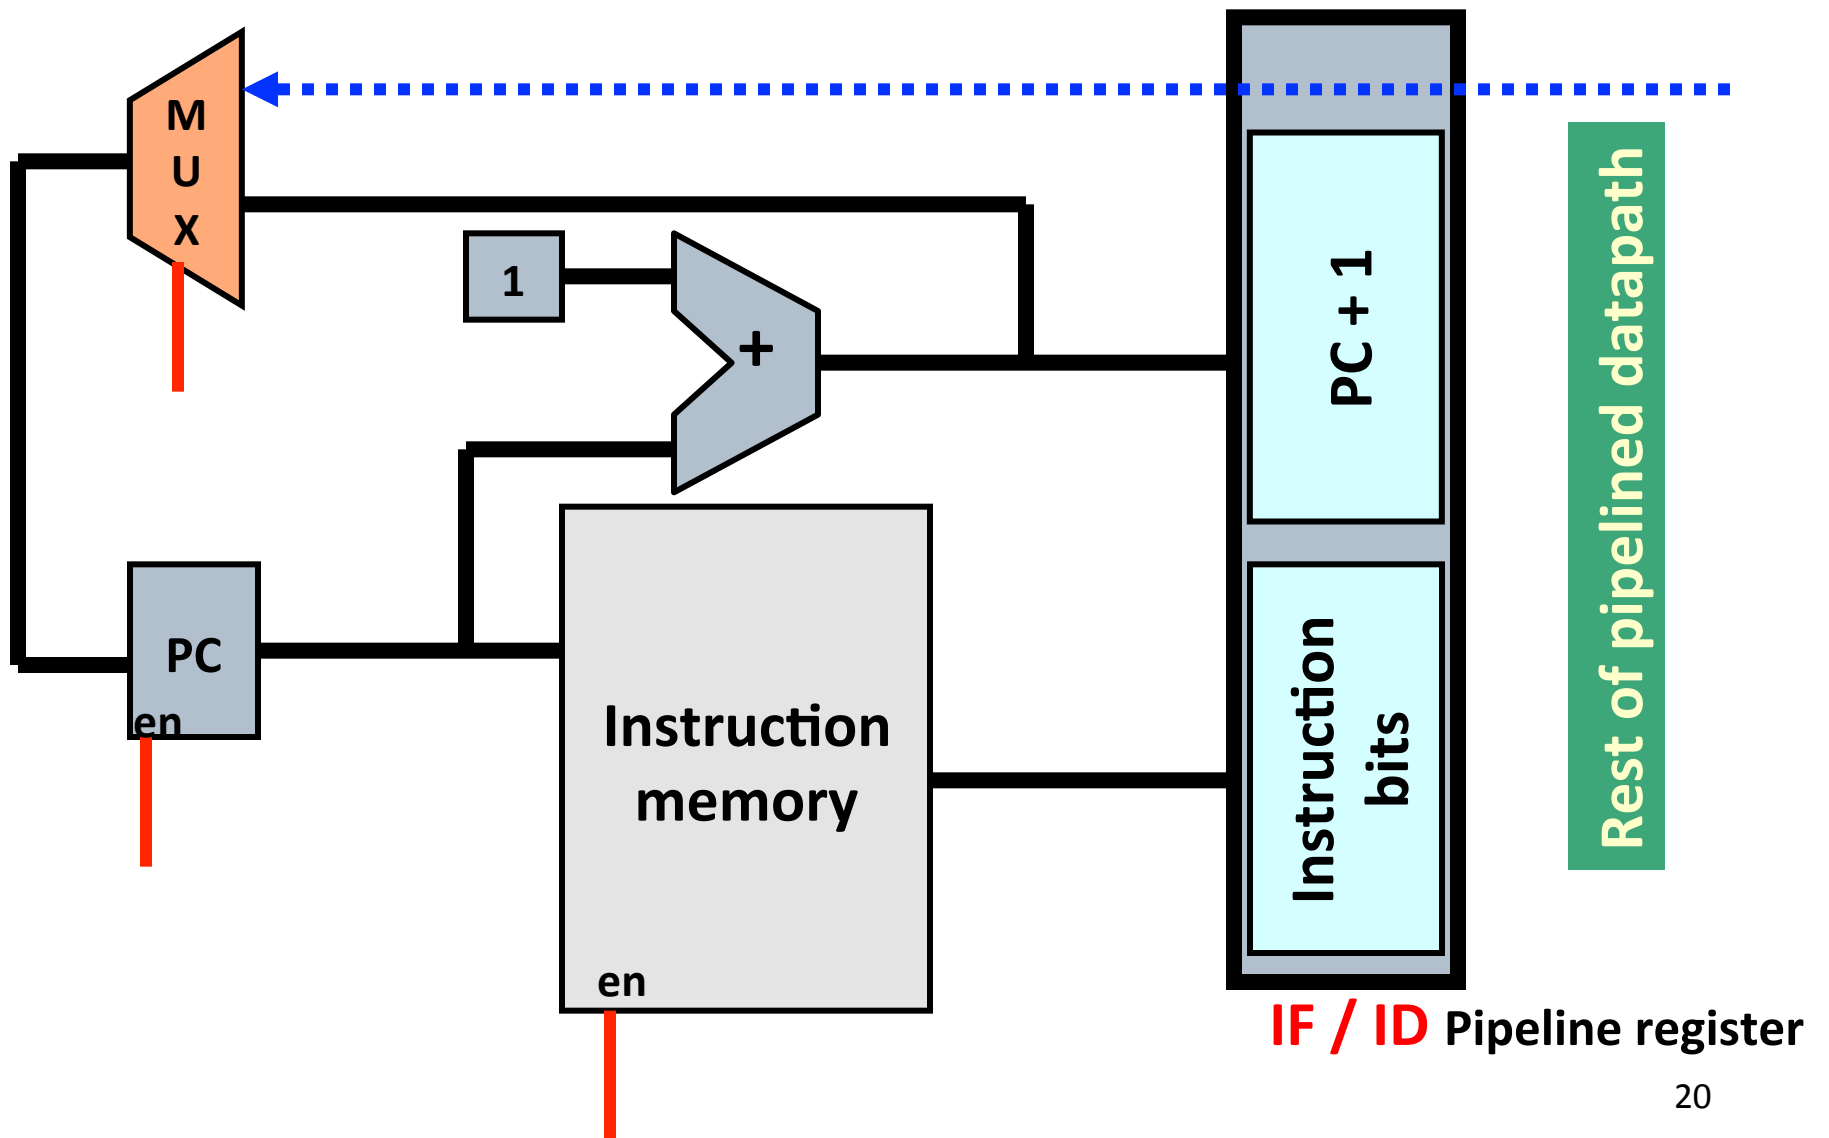 M
U
X
1
+
PC + 1
PC
en
Instruction
memory
en
Instruction
bits
Rest of pipelined datapath
IF / ID Pipeline register
20